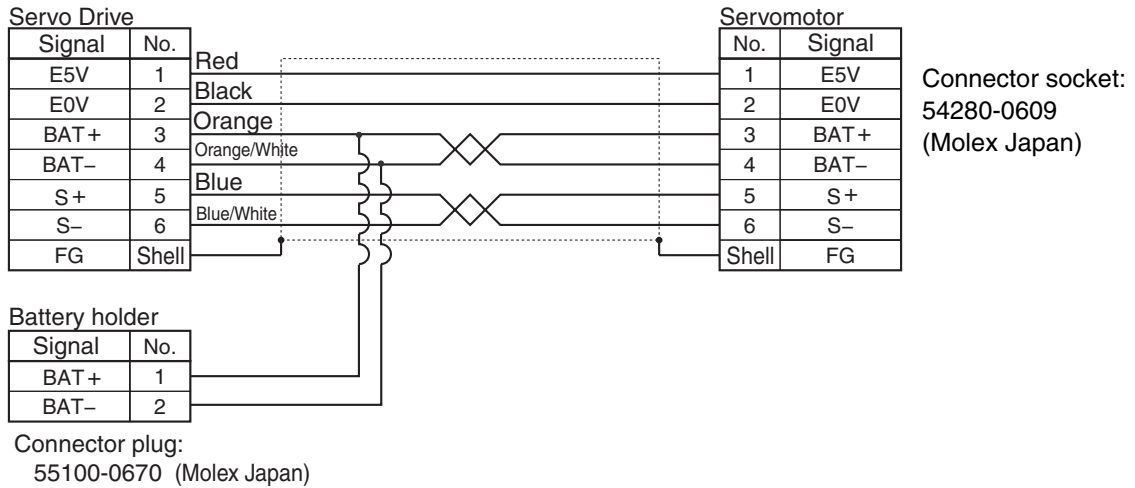 Servo Drive
Signal No.
E5V 1 Red
E0V 2 Black
BAT+ 3 Orange
BAT− 4 Orange/White
S+ 5 Blue
S− 6 Blue/White
FG Shell
Servomotor
No. Signal
1 E5V
2 E0V
3 BAT+
4 BAT−
5 S+
6 S−
Shell FG
Connector socket:
54280-0609
(Molex Japan)
Battery holder
Signal No.
BAT+ 1
BAT− 2
Connector plug:
55100-0670 (Molex Japan)